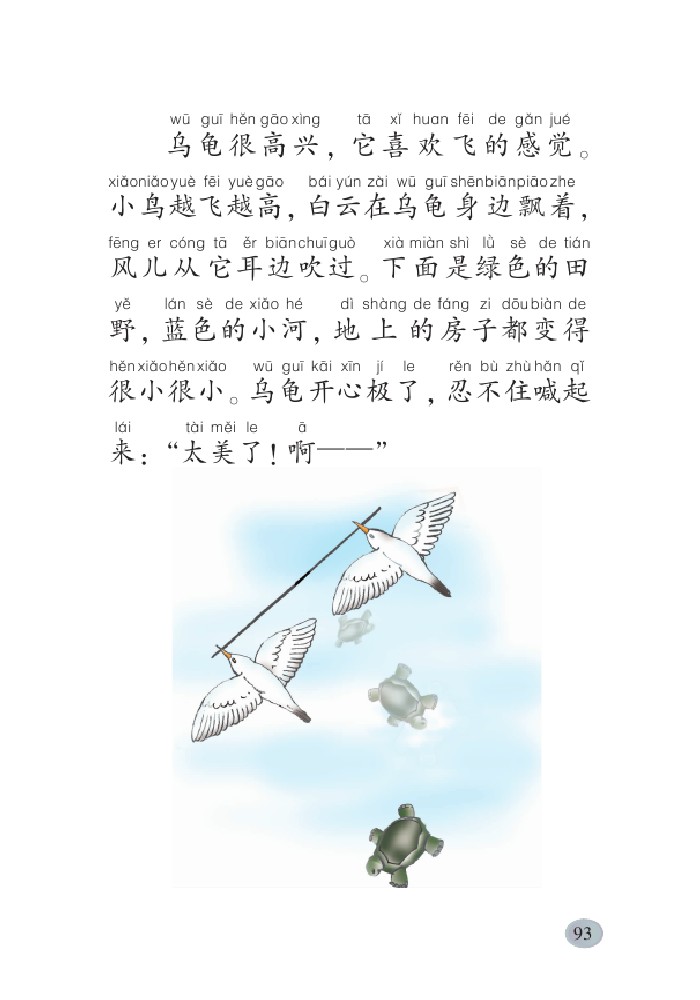 wū guī hěn gāo xìng tā xǐ huan fēi de gǎn jué
乌龟很高兴，它喜欢飞的感觉。
xiǎo niǎo yuè fēi yuè gāo bái yún zài wū guī shēn biān piāo zhe
小鸟越飞越高，白云在乌龟身边飘着，
fēng er cóng tā ěr biān chuī guò xià miàn shì lǜ sè de tián
风儿从它耳边吹过。下面是绿色的田
yě lán sè de xiǎo hé dì shàng de fáng zi dōu biàn de
野，蓝色的小河，地上的房子都变得
hěn xiǎo hěn xiǎo wū guī kāi xīn jí le rěn bù zhù hǎn qǐ
很小很小。乌龟开心极了，忍不住喊起
lái tài měi le ā
来：“太美了！啊——”
93